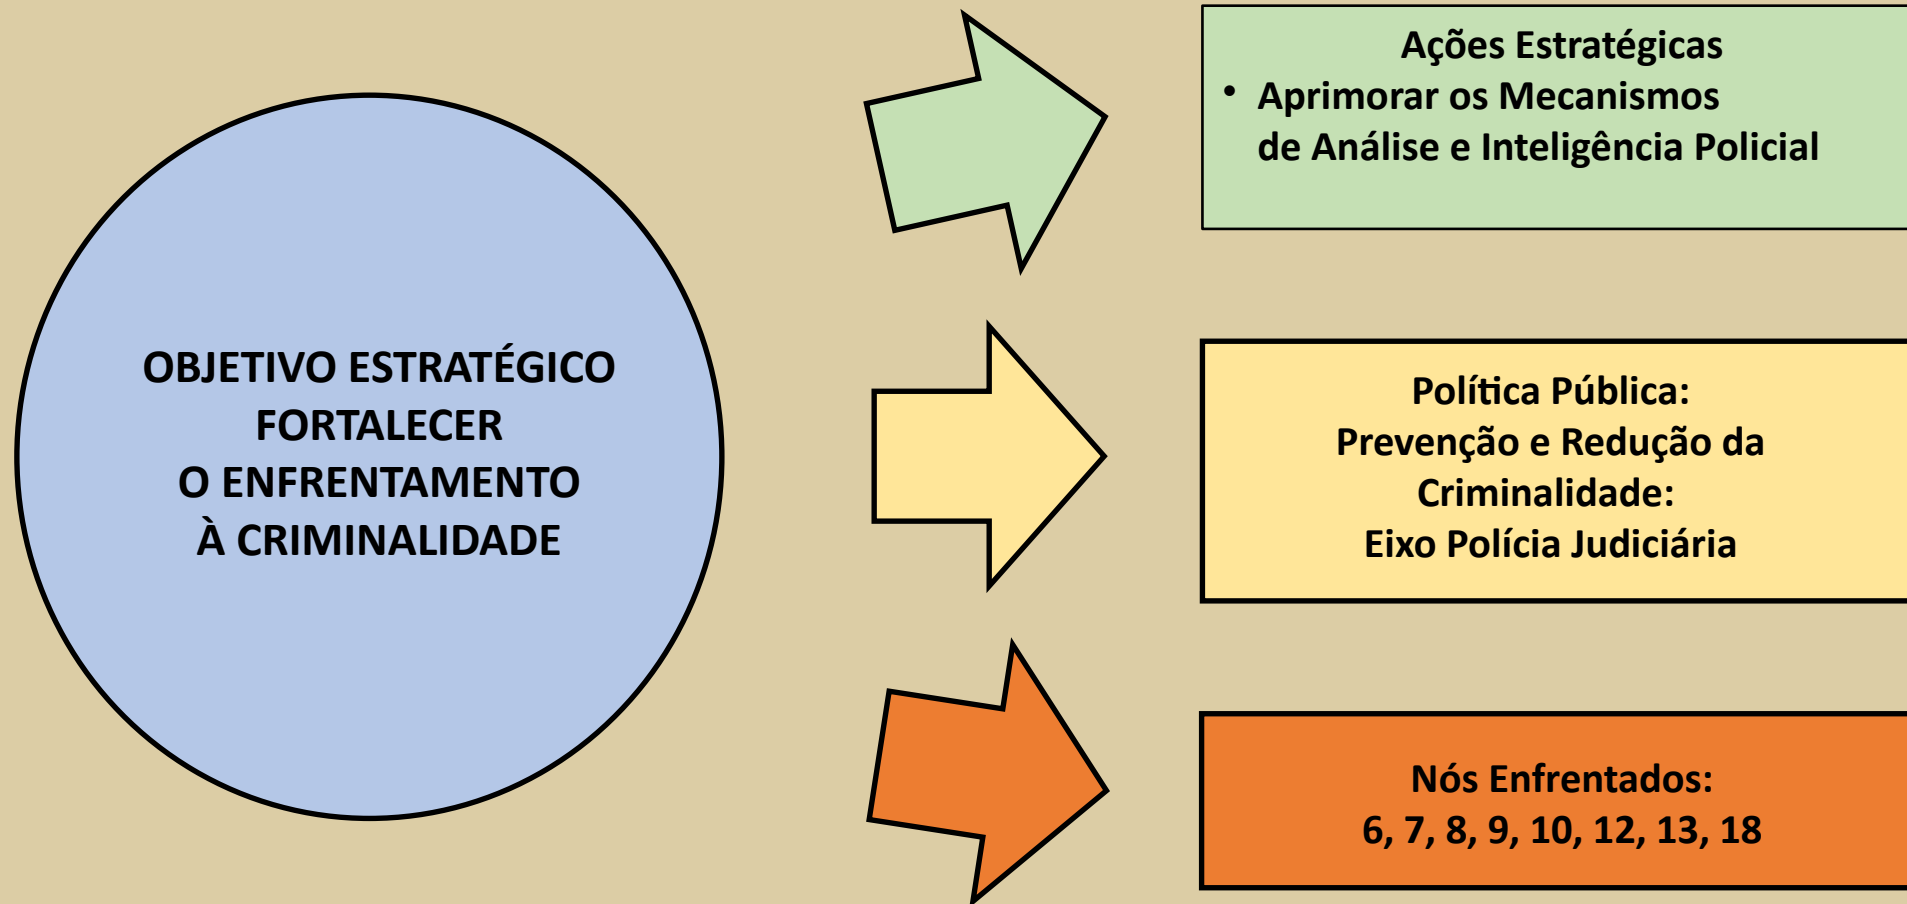 OBJETIVO ESTRATÉGICO
FORTALECER
O ENFRENTAMENTO
À CRIMINALIDADE
Ações Estratégicas
• Aprimorar os Mecanismos
de Análise e Inteligência Policial
Política Pública:
Prevenção e Redução da
Criminalidade:
Eixo Polícia Judiciária
Nós Enfrentados:
6, 7, 8, 9, 10, 12, 13, 18